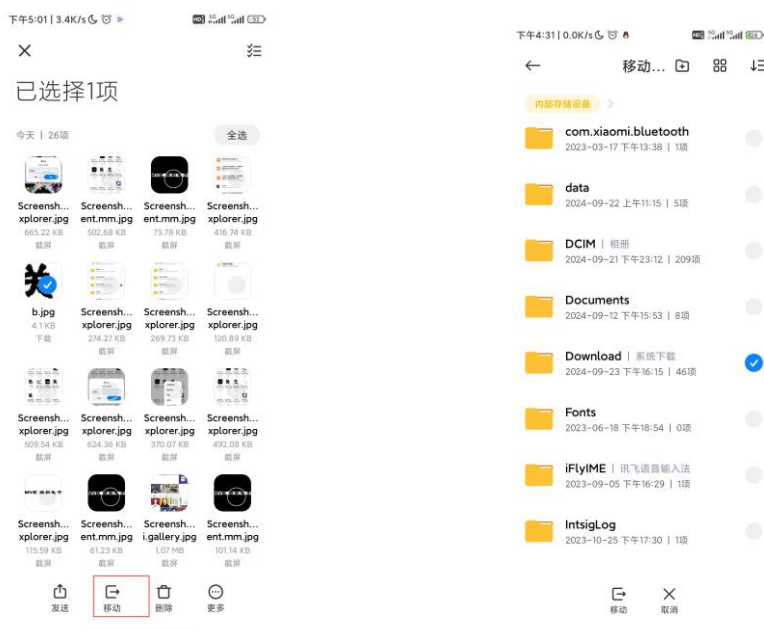 下午5:01 | 3.4K/s
HD 5G 5G 32
已选择1项
今天 | 26项
全选
Screensh... Screensh... Screensh... Screensh...
xplorer.jpg ent.mm.jpg ent.mm.jpg xplorer.jpg
665.22 KB 502.68 KB 73.78 KB 416.74 KB
截屏 截屏 截屏 截屏
关
b.jpg Screensh... Screensh... Screensh...
xplorer.jpg xplorer.jpg xplorer.jpg
4.1 KB 274.27 KB 269.73 KB 120.89 KB
下载 截屏 截屏 截屏
Screensh... Screensh... Screensh... Screensh...
xplorer.jpg xplorer.jpg xplorer.jpg xplorer.jpg
509.54 KB 624.36 KB 370.07 KB 492.08 KB
截屏 截屏 截屏 截屏
Screensh... Screensh... Screensh... Screensh...
xplorer.jpg ent.mm.jpg i.gallery.jpg ent.mm.jpg
115.59 KB 61.23 KB 1.07 MB 101.14 KB
截屏 截屏 截屏 截屏
发送 移动 删除 更多
下午4:31 | 0.0K/s
HD 5G 5G
移动...
内部存储设备
com.xiaomi.bluetooth
2023-03-17 下午13:38 | 1项
data
2024-09-22 上午11:15 | 5项
DCIM | 相册
2024-09-21 下午23:12 | 209项
Documents
2024-09-12 下午15:53 | 8项
Download | 系统下载
2024-09-23 下午16:15 | 46项
Fonts
2023-06-18 下午18:54 | 0项
iFlyIME | 讯飞语音输入法
2023-09-05 下午16:29 | 1项
IntsigLog
2023-10-25 下午17:30 | 1项
移动 取消